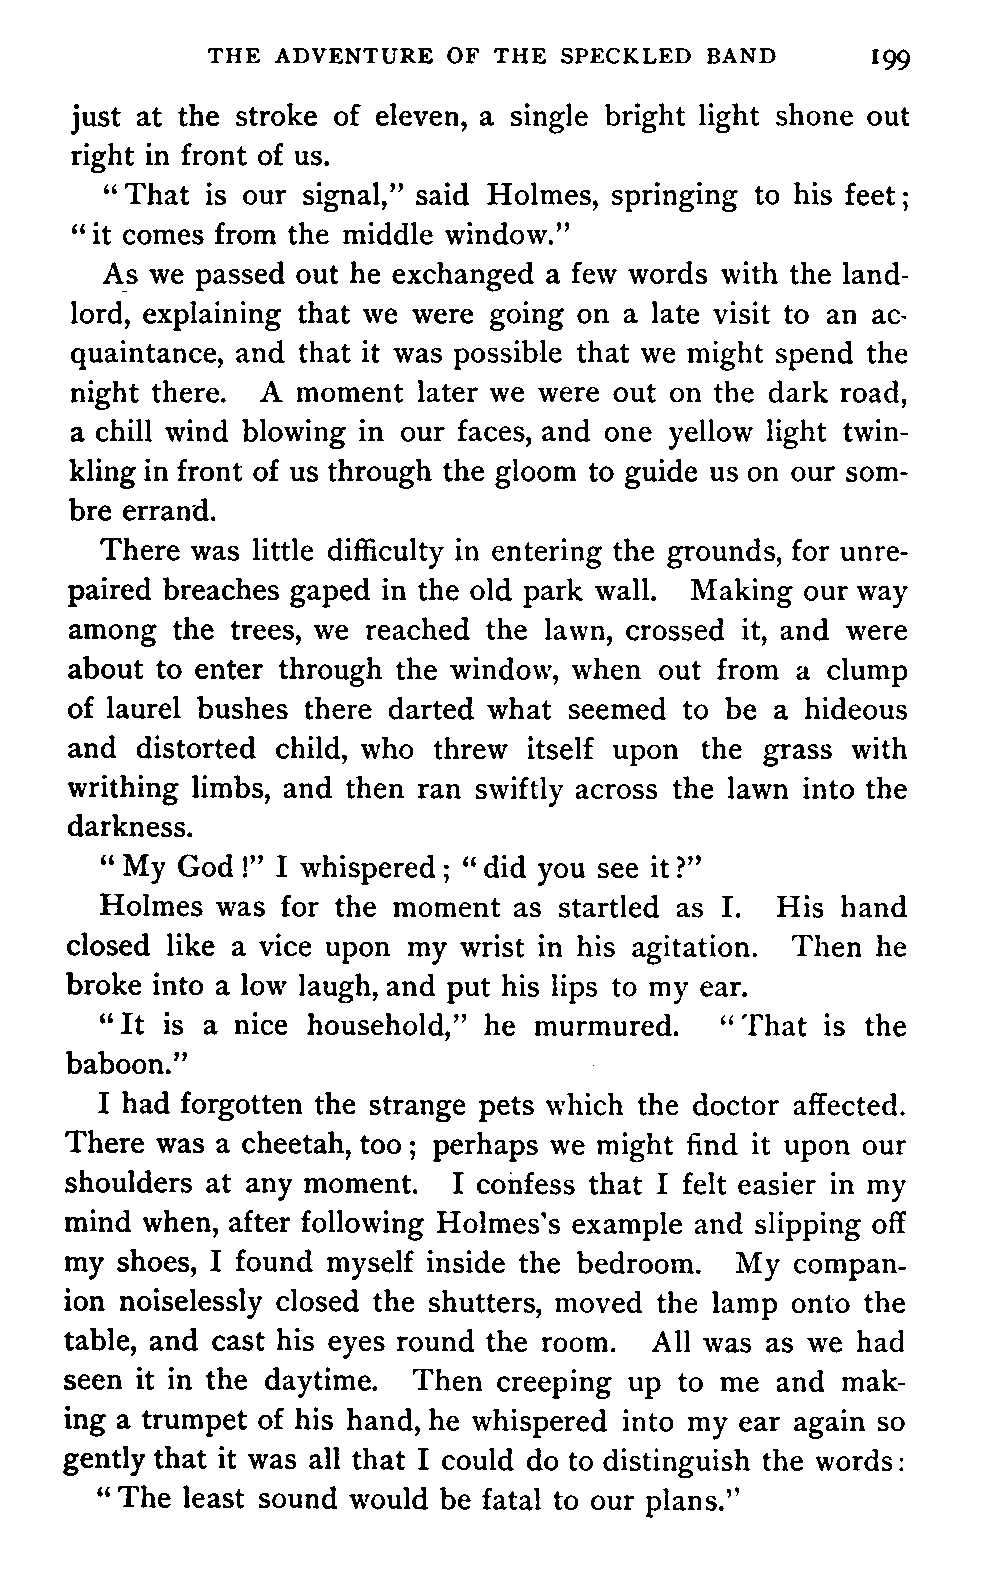 THE ADVENTURE OF THE SPECKLED BAND 199
just at the stroke of eleven, a single bright light shone out
right in front of us.
“That is our signal,” said Holmes, springing to his feet;
“it comes from the middle window.”
As we passed out he exchanged a few words with the land-
lord, explaining that we were going on a late visit to an ac-
quaintance, and that it was possible that we might spend the
night there. A moment later we were out on the dark road,
a chill wind blowing in our faces, and one yellow light twin-
kling in front of us through the gloom to guide us on our som-
bre errand.
There was little difficulty in entering the grounds, for unre-
paired breaches gaped in the old park wall. Making our way
among the trees, we reached the lawn, crossed it, and were
about to enter through the window, when out from a clump
of laurel bushes there darted what seemed to be a hideous
and distorted child, who threw itself upon the grass with
writhing limbs, and then ran swiftly across the lawn into the
darkness.
“My God!” I whispered; “did you see it?”
Holmes was for the moment as startled as I. His hand
closed like a vice upon my wrist in his agitation. Then he
broke into a low laugh, and put his lips to my ear.
“It is a nice household,” he murmured. “That is the
baboon.”
I had forgotten the strange pets which the doctor affected.
There was a cheetah, too; perhaps we might find it upon our
shoulders at any moment. I confess that I felt easier in my
mind when, after following Holmes's example and slipping off
my shoes, I found myself inside the bedroom. My compan-
ion noiselessly closed the shutters, moved the lamp onto the
table, and cast his eyes round the room. All was as we had
seen it in the daytime. Then creeping up to me and mak-
ing a trumpet of his hand, he whispered into my ear again so
gently that it was all that I could do to distinguish the words:
“The least sound would be fatal to our plans.”